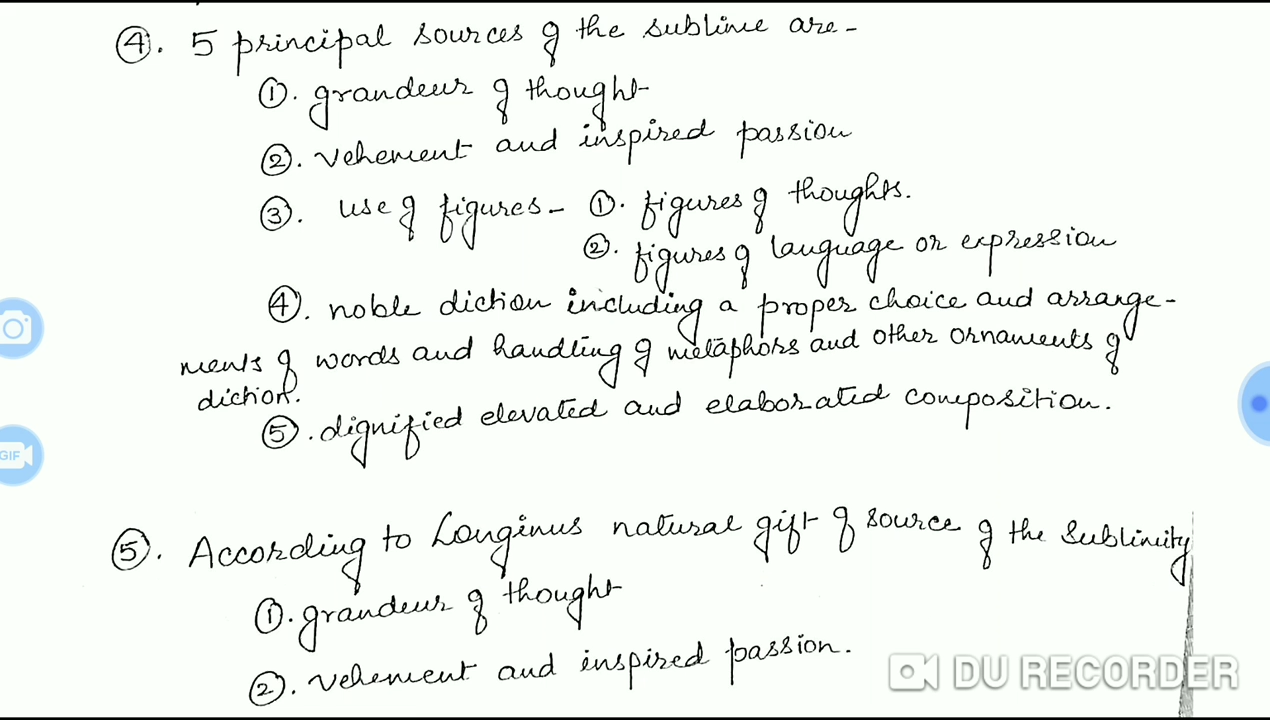 ④. 5 principal sources of the sublime are-
①. grandeur of thought
②. vehement and inspired passion
③. use of figures- ①. figures of thoughts.
②. figures of language or expression
④. noble diction including a proper choice and arrange-
ments of words and handling of metaphors and other ornaments of
diction.
⑤. dignified elevated and elaborated composition.
⑤. According to Longinus natural gift of source of the sublimity
①. grandeur of thought
②. vehement and inspired passion.
GIF
DU RECORDER